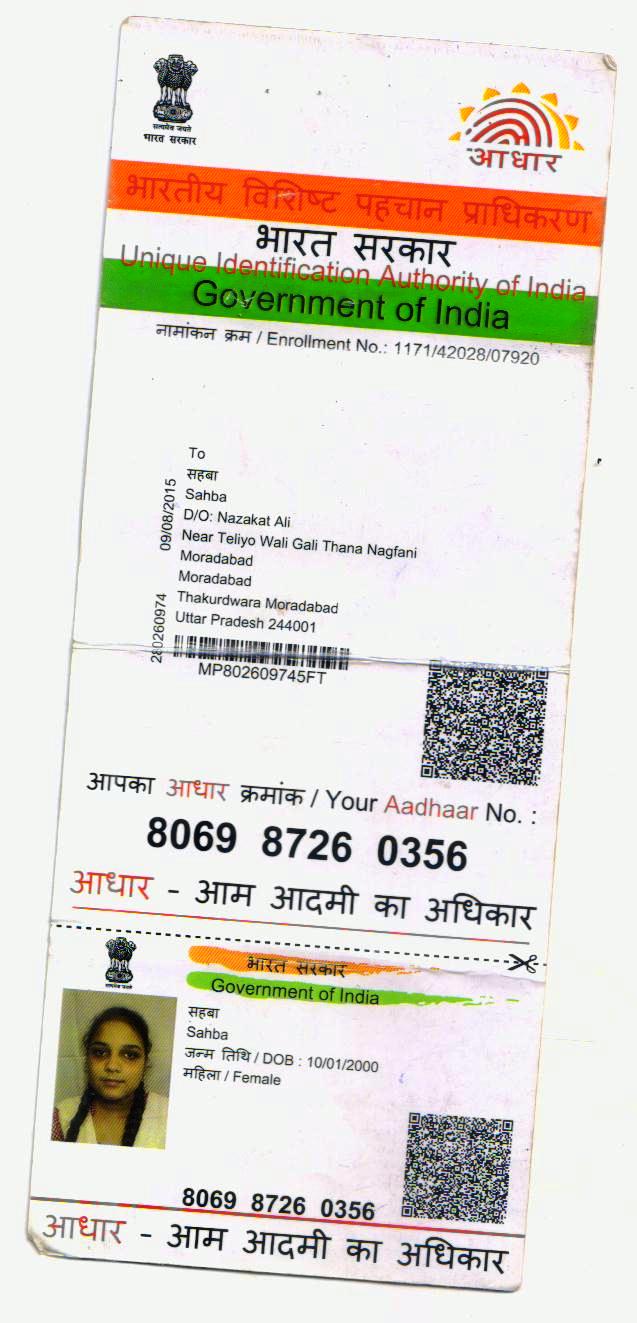 सत्यमेव जयते
भारत सरकार
आधार
भारतीय विशिष्ट पहचान प्राधिकरण
भारत सरकार
Unique Identification Authority of India
Government of India
नामांकन क्रम / Enrollment No.: 1171/42028/07920
To
सहबा
Sahba
D/O: Nazakat Ali
Near Teliyo Wali Gali Thana Nagfani
Moradabad
Moradabad
Thakurdwara Moradabad
Uttar Pradesh 244001
09/08/2015
280260974
MP802609745FT
आपका आधार क्रमांक / Your Aadhaar No. :
8069 8726 0356
आधार - आम आदमी का अधिकार
सत्यमेव जयते
भारत सरकार
Government of India
सहबा
Sahba
जन्म तिथि / DOB : 10/01/2000
महिला / Female
8069 8726 0356
आधार - आम आदमी का अधिकार